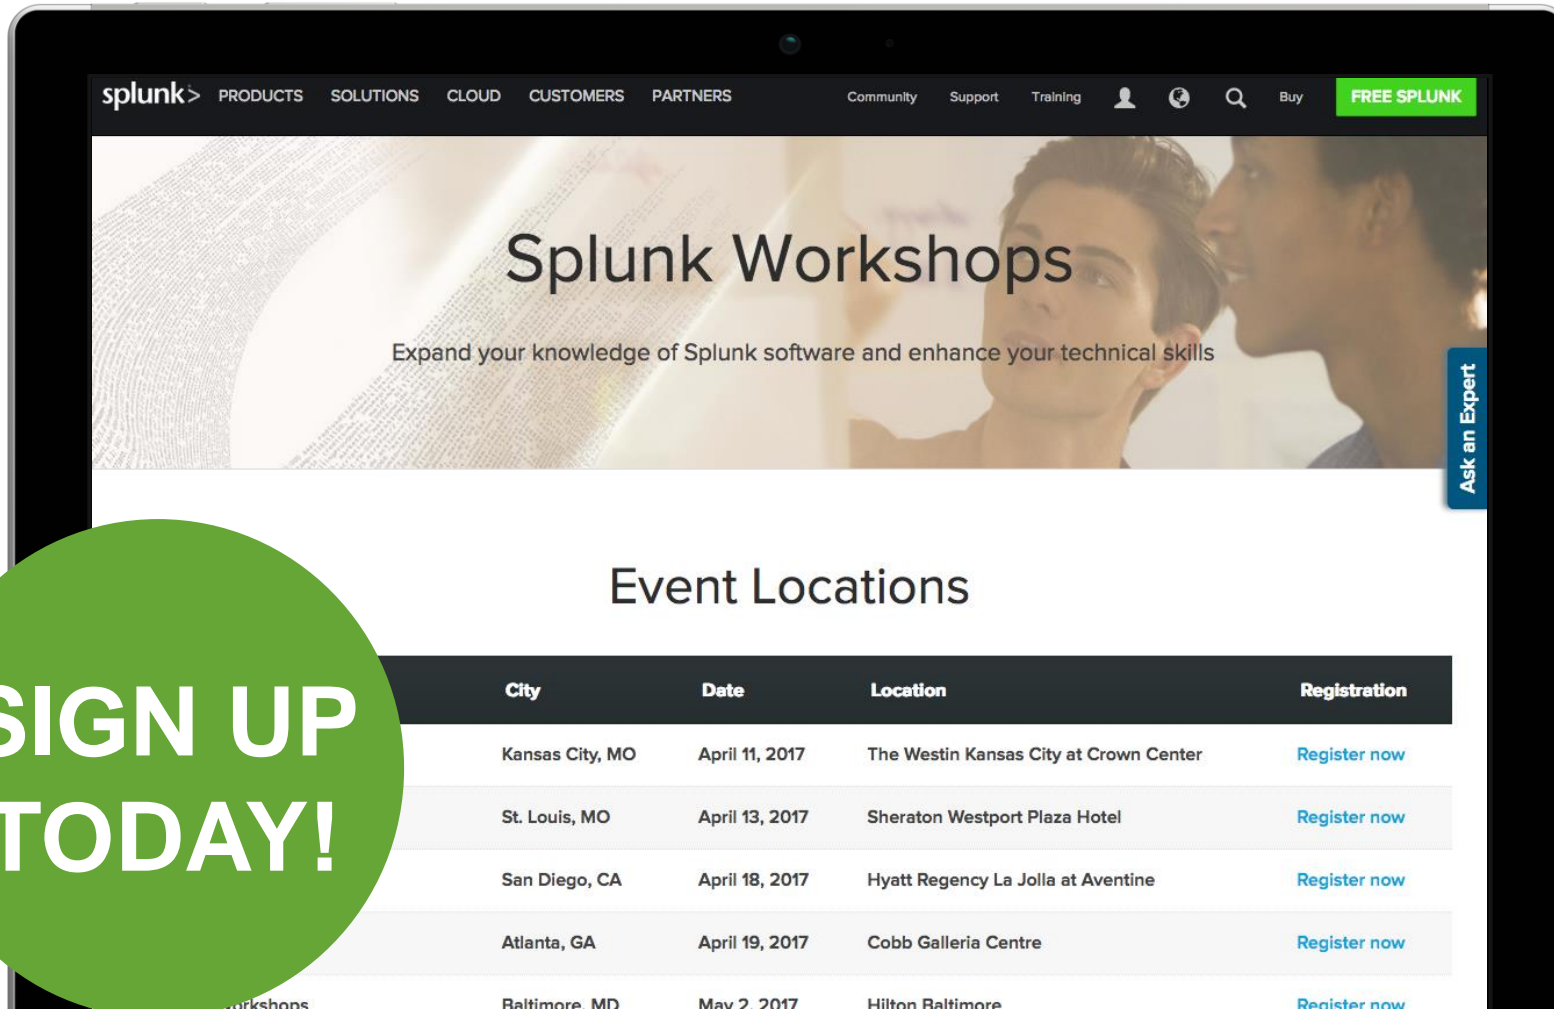 splunk> PRODUCTS SOLUTIONS CLOUD CUSTOMERS PARTNERS Community Support Training Buy FREE SPLUNK
Splunk Workshops
Expand your knowledge of Splunk software and enhance your technical skills
Ask an Expert
Event Locations
SIGN UP
TODAY!
City Date Location Registration
Kansas City, MO April 11, 2017 The Westin Kansas City at Crown Center Register now
St. Louis, MO April 13, 2017 Sheraton Westport Plaza Hotel Register now
San Diego, CA April 18, 2017 Hyatt Regency La Jolla at Aventine Register now
Atlanta, GA April 19, 2017 Cobb Galleria Centre Register now
Baltimore, MD May 2, 2017 Hilton Baltimore Register now